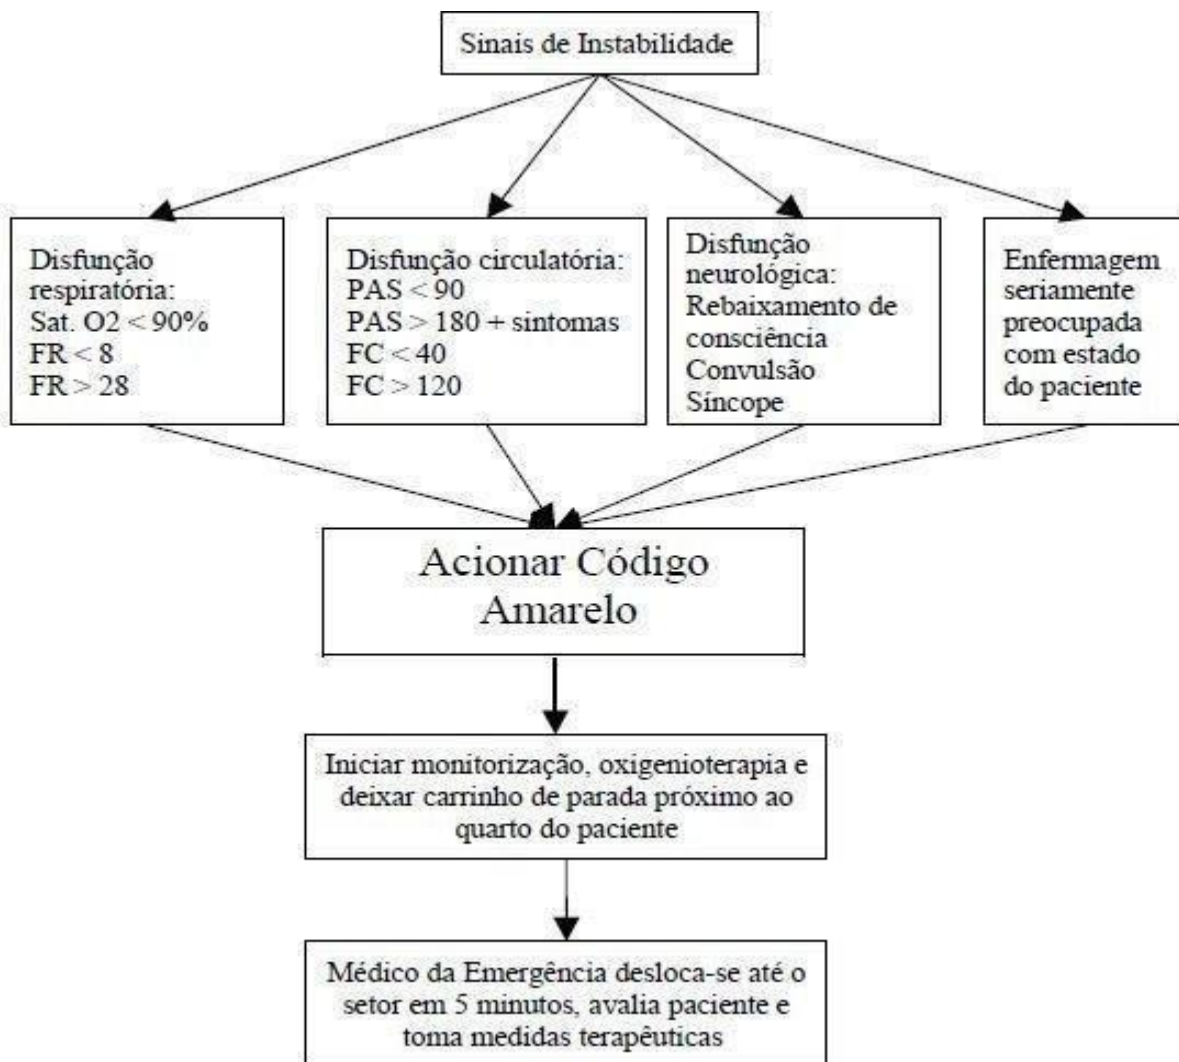 Sinais de Instabilidade
Disfunção
respiratória:
Sat. O2 < 90%
FR < 8
FR > 28
Disfunção circulatória:
PAS < 90
PAS > 180 + sintomas
FC < 40
FC > 120
Disfunção
neurológica:
Rebaixamento de
consciência
Convulsão
Síncope
Enfermagem
seriamente
preocupada
com estado
do paciente
Acionar Código
Amarelo
Iniciar monitorização, oxigenioterapia e
deixar carrinho de parada próximo ao
quarto do paciente
Médico da Emergência desloca-se até o
setor em 5 minutos, avalia paciente e
toma medidas terapêuticas